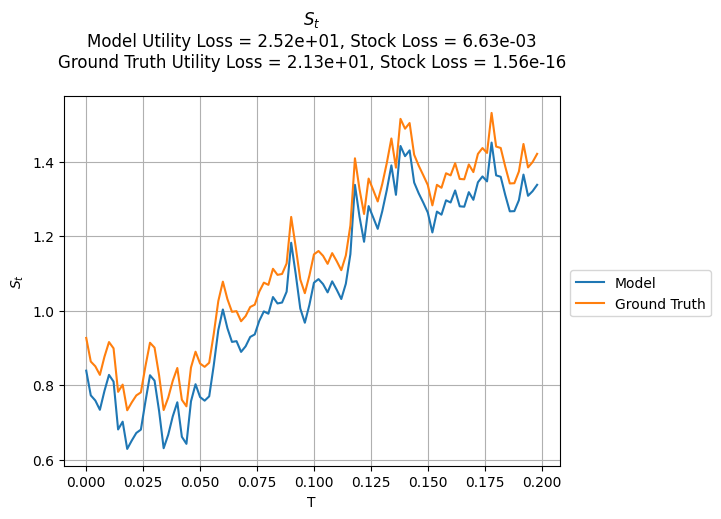 S_t
Model Utility Loss = 2.52e+01, Stock Loss = 6.63e-03
Ground Truth Utility Loss = 2.13e+01, Stock Loss = 1.56e-16
1.4
1.2
1.0
0.8
0.6
S_t
0.000 0.025 0.050 0.075 0.100 0.125 0.150 0.175 0.200
T
Model
Ground Truth